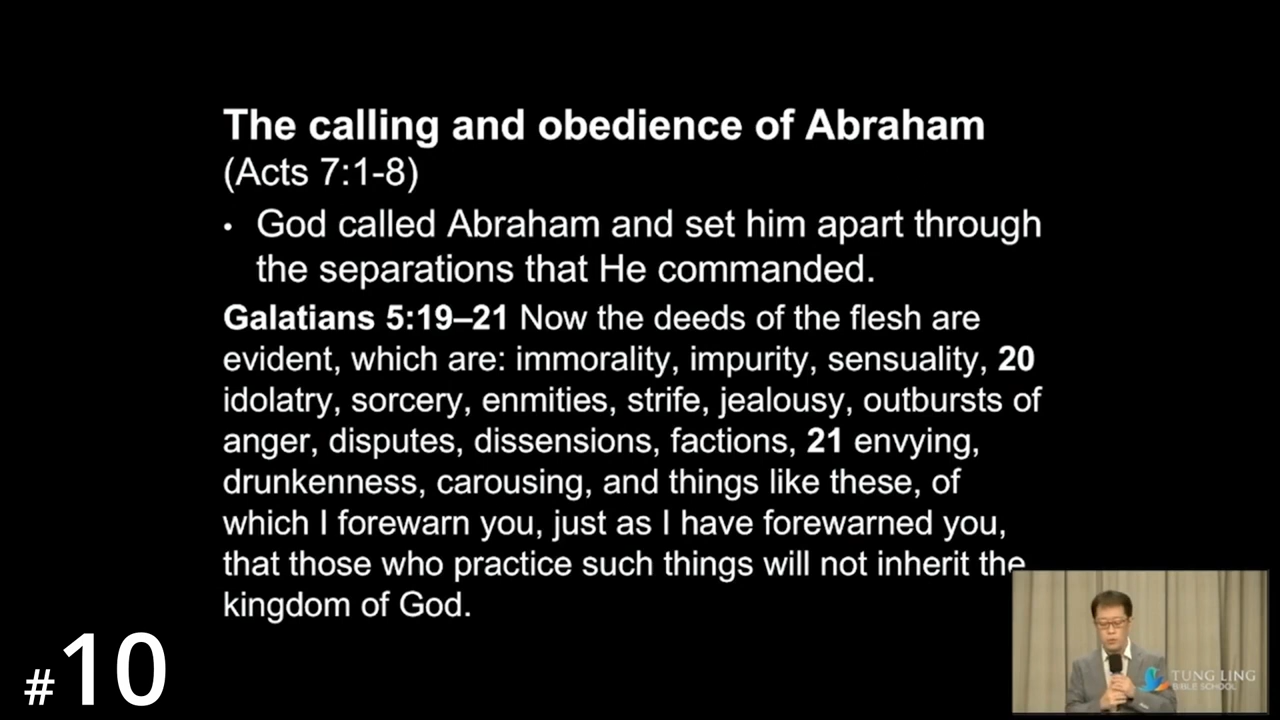 The calling and obedience of Abraham
(Acts 7:1-8)
• God called Abraham and set him apart through
the separations that He commanded.
Galatians 5:19–21 Now the deeds of the flesh are
evident, which are: immorality, impurity, sensuality, 20
idolatry, sorcery, enmities, strife, jealousy, outbursts of
anger, disputes, dissensions, factions, 21 envying,
drunkenness, carousing, and things like these, of
which I forewarn you, just as I have forewarned you,
that those who practice such things will not inherit the
kingdom of God.
#10
TUNG LING
BIBLE SCHOOL